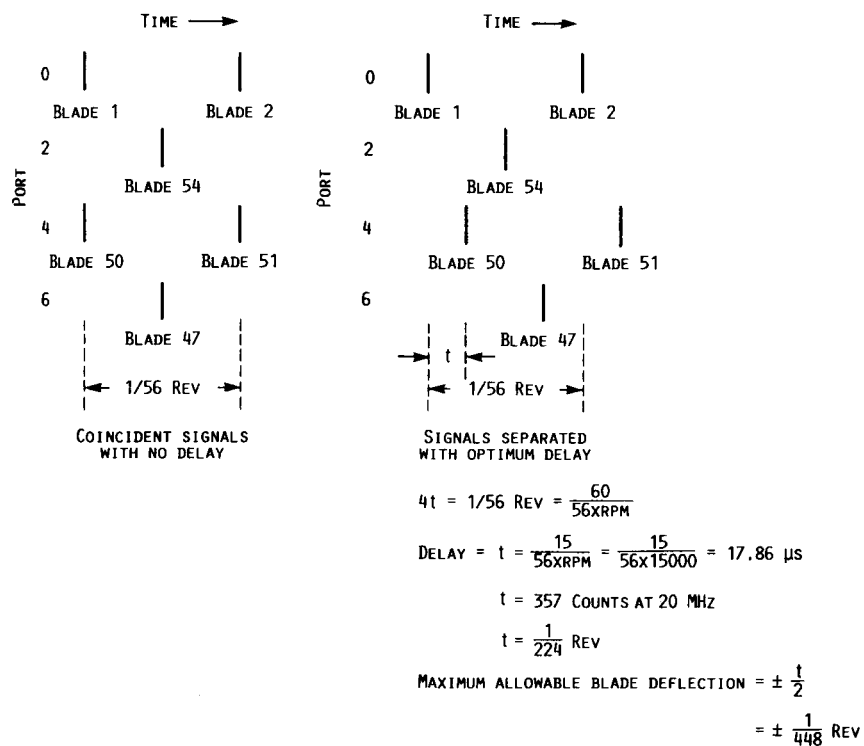 TIME
0
BLADE 1 BLADE 2
2
BLADE 54
PORT
4
BLADE 50 BLADE 51
6
BLADE 47
1/56 REV
COINCIDENT SIGNALS
WITH NO DELAY
TIME
0
BLADE 1 BLADE 2
2
BLADE 54
PORT
4
BLADE 50 BLADE 51
6
BLADE 47
t
1/56 REV
SIGNALS SEPARATED
WITH OPTIMUM DELAY
4t = 1/56 REV = 60/56XRPM
DELAY = t = 15/56XRPM = 15/56x15000 = 17.86 µs
t = 357 COUNTS AT 20 MHz
t = 1/224 REV
MAXIMUM ALLOWABLE BLADE DEFLECTION = ± t/2
= ± 1/448 REV